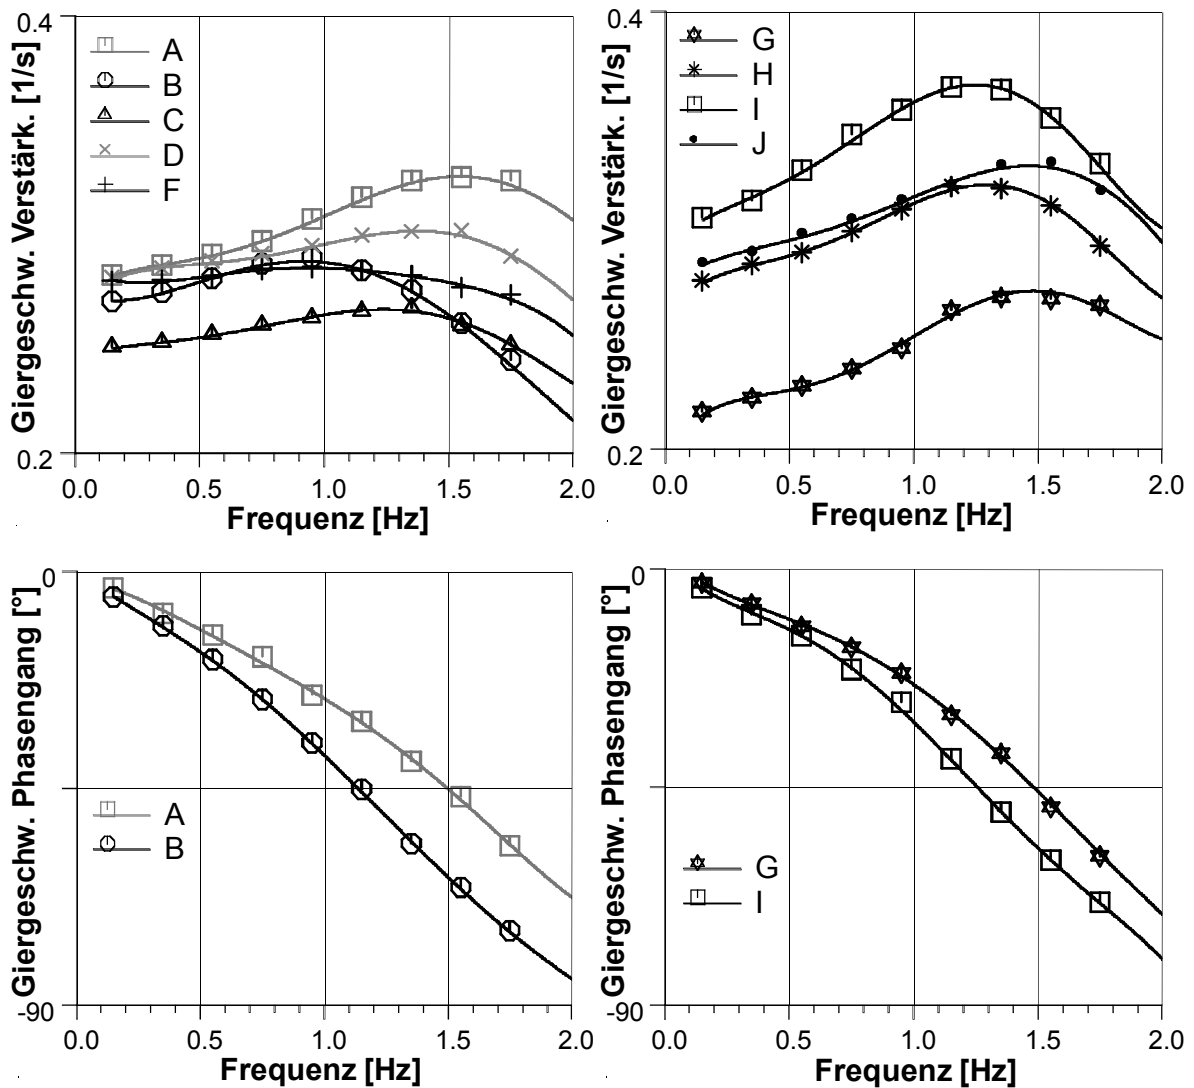 0.4
Giergeschw. Verstärk. [1/s]
A
B
C
D
F
0.2
0.0 0.5 1.0 1.5 2.0
Frequenz [Hz]
0.4
Giergeschw. Verstärk. [1/s]
G
H
I
J
0.2
0.0 0.5 1.0 1.5 2.0
Frequenz [Hz]
0
Giergeschw. Phasengang [°]
A
B
-90
0.0 0.5 1.0 1.5 2.0
Frequenz [Hz]
0
Giergeschw. Phasengang [°]
G
I
-90
0.0 0.5 1.0 1.5 2.0
Frequenz [Hz]